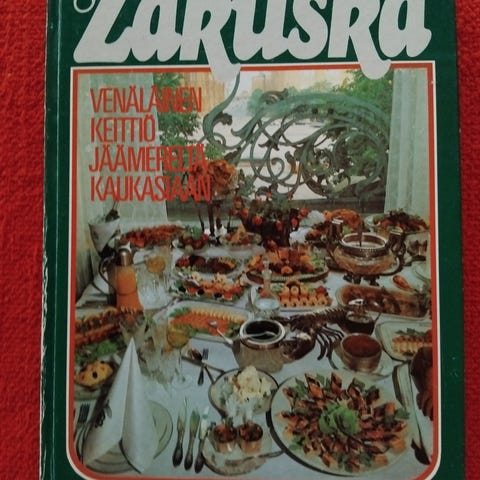 Zakuska
VENÄLÄINEN
KEITTIÖ
JÄÄMERELTÄ
KAUKASIAAN